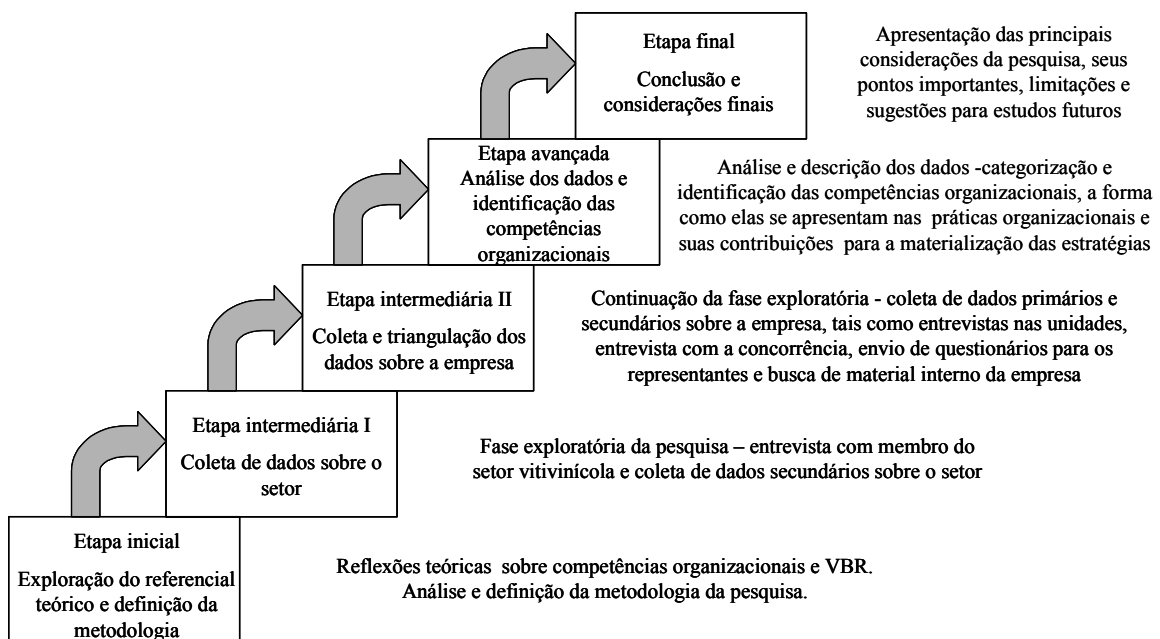 Etapa final
Conclusão e
considerações finais
Apresentação das principais
considerações da pesquisa, seus
pontos importantes, limitações e
sugestões para estudos futuros
Etapa avançada
Análise dos dados e
identificação das
competências
organizacionais
Análise e descrição dos dados -categorização e
identificação das competências organizacionais, a forma
como elas se apresentam nas práticas organizacionais e
suas contribuições para a materialização das estratégias
Etapa intermediária II
Coleta e triangulação dos
dados sobre a empresa
Continuação da fase exploratória - coleta de dados primários e
secundários sobre a empresa, tais como entrevistas nas unidades,
entrevista com a concorrência, envio de questionários para os
representantes e busca de material interno da empresa
Etapa intermediária I
Coleta de dados sobre o
setor
Fase exploratória da pesquisa – entrevista com membro do
setor vitivinícola e coleta de dados secundários sobre o setor
Etapa inicial
Exploração do referencial
teórico e definição da
metodologia
Reflexões teóricas sobre competências organizacionais e VBR.
Análise e definição da metodologia da pesquisa.